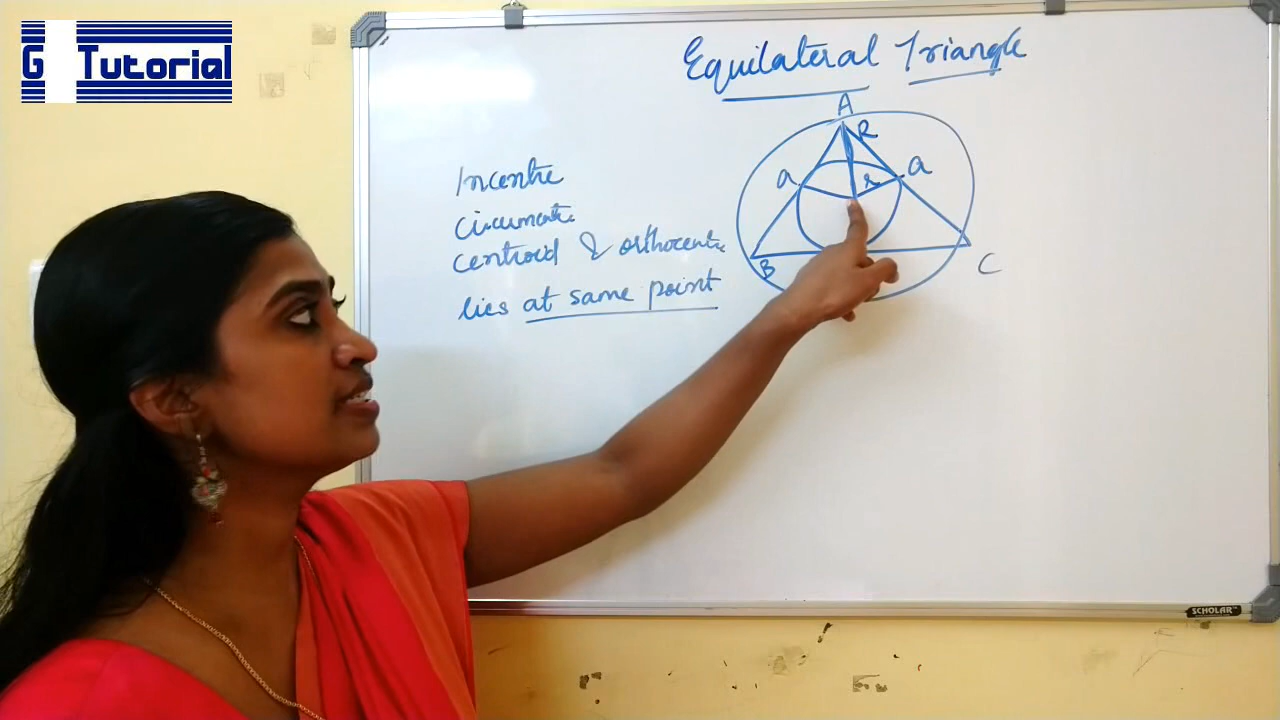 G Tutorial
Equilateral Triangle
A
R
a
a
r
Incentre
circumcentre
centroid & orthocentre
lies at same point
B
C
SCHOLAR